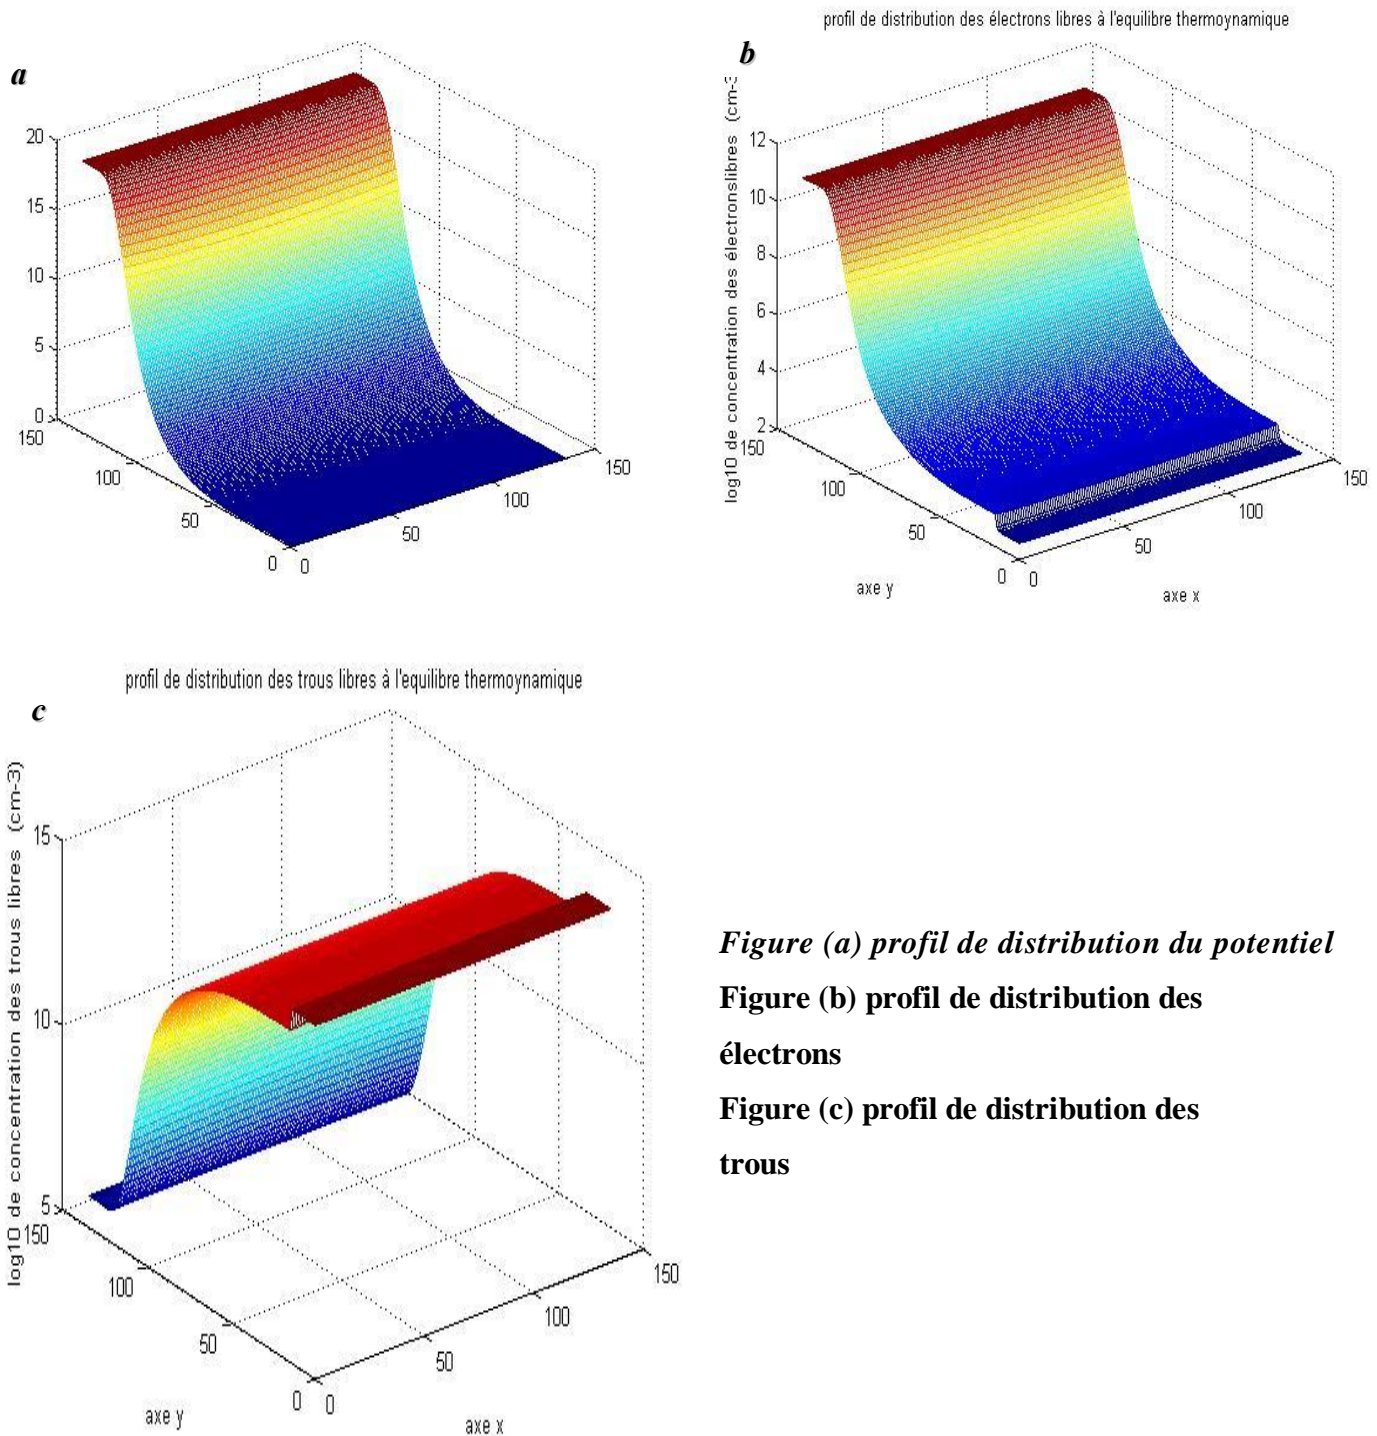 a
20
15
10
5
0
150
100
50
0
0
50
100
150
profil de distribution des électrons libres à l'equilibre thermoynamique
b
log10 de concentration des électronslibres (cm-3
12
10
8
6
4
2
150
100
50
0
0
50
100
150
axe y
axe x
profil de distribution des trous libres à l'equilibre thermoynamique
c
log10 de concentration des trous libres (cm-3)
15
10
5
150
100
50
0
0
50
100
150
axe y
axe x
Figure (a) profil de distribution du potentiel
Figure (b) profil de distribution des
électrons
Figure (c) profil de distribution des
trous